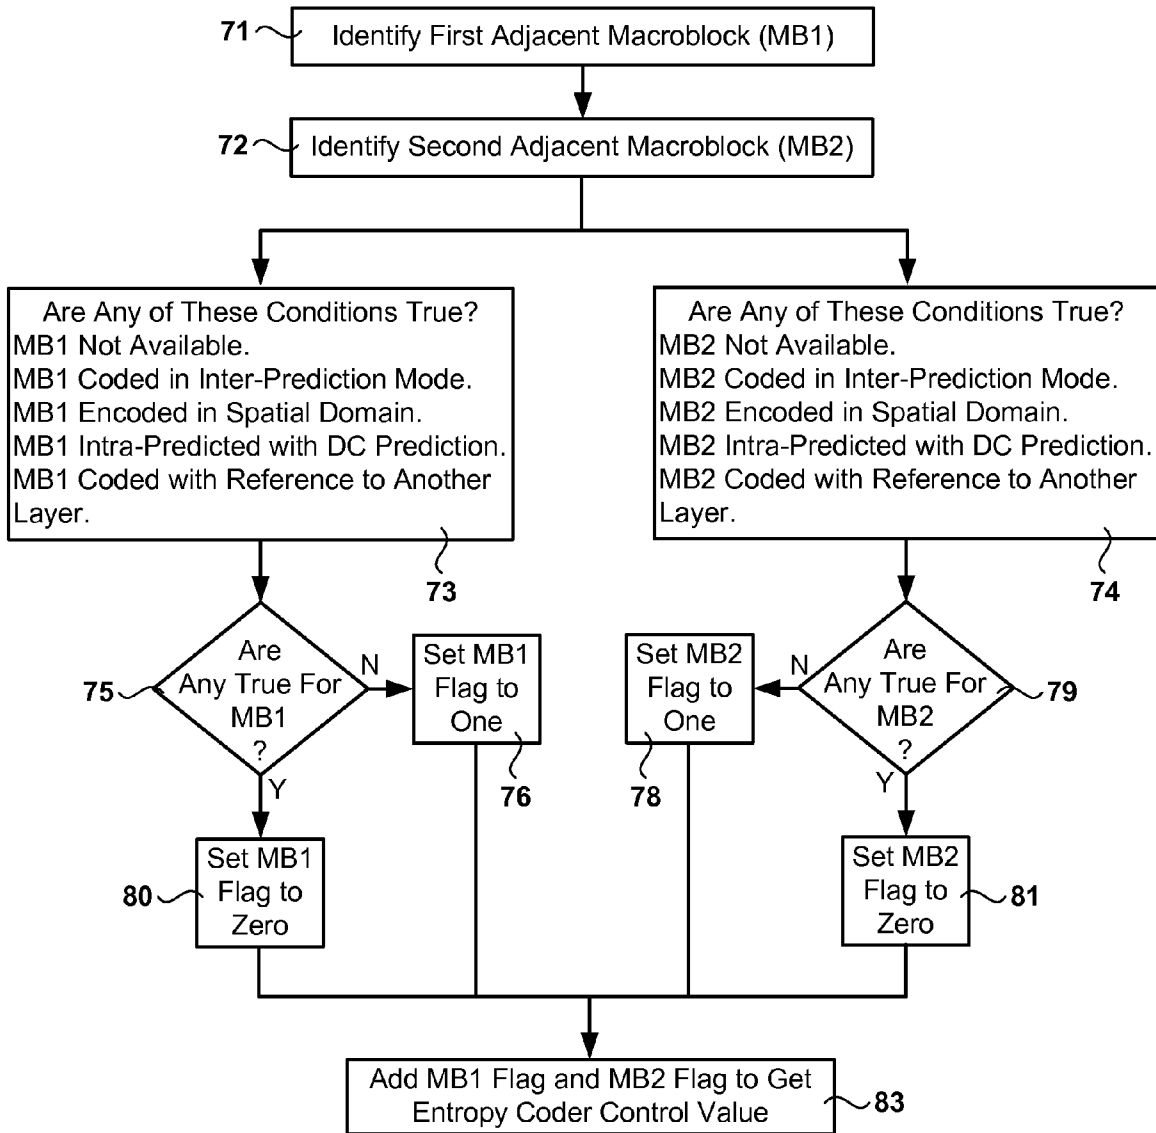 71
Identify First Adjacent Macroblock (MB1)
72
Identify Second Adjacent Macroblock (MB2)
Are Any of These Conditions True?
MB1 Not Available.
MB1 Coded in Inter-Prediction Mode.
MB1 Encoded in Spatial Domain.
MB1 Intra-Predicted with DC Prediction.
MB1 Coded with Reference to Another
Layer.
73
Are Any of These Conditions True?
MB2 Not Available.
MB2 Coded in Inter-Prediction Mode.
MB2 Encoded in Spatial Domain.
MB2 Intra-Predicted with DC Prediction.
MB2 Coded with Reference to Another
Layer.
74
75
Are
Any True For
MB1
?
N
Y
Set MB1
Flag to
One
76
Set MB2
Flag to
One
78
N
Are
Any True For
MB2
?
Y
79
80
Set MB1
Flag to
Zero
Set MB2
Flag to
Zero
81
Add MB1 Flag and MB2 Flag to Get
Entropy Coder Control Value
83